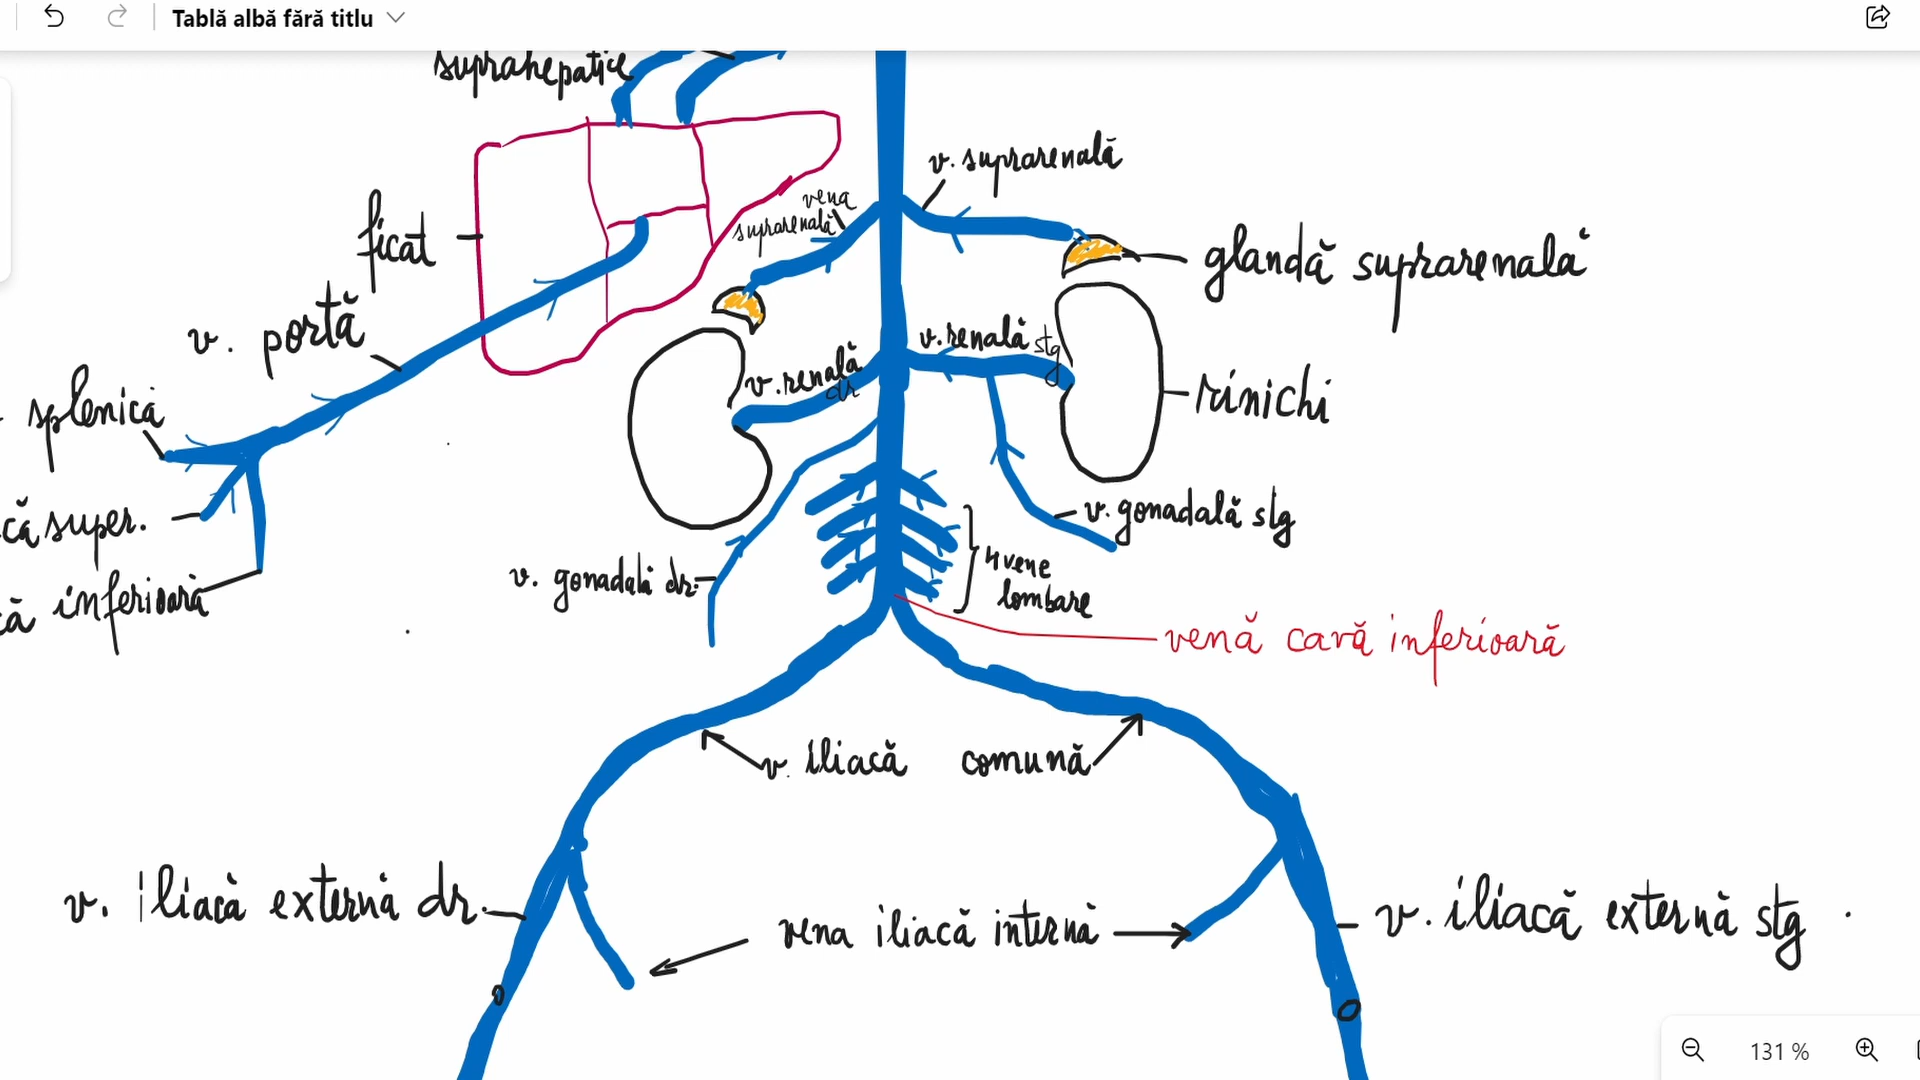 Tablă albă fără titlu
suprahepatice
v. suprarenală
vena
suprarenală
ficat
glandă suprarenală
v. portă
v. renală stg
v. renală
dr
splenică
rinichi
că super.
v. gonadală stg
4 vene
lombare
v. gonadală dr.
că inferioară
venă cavă inferioară
v. iliacă comună
v. iliacă externă dr.
vena iliacă internă
v. iliacă externă stg
131 %